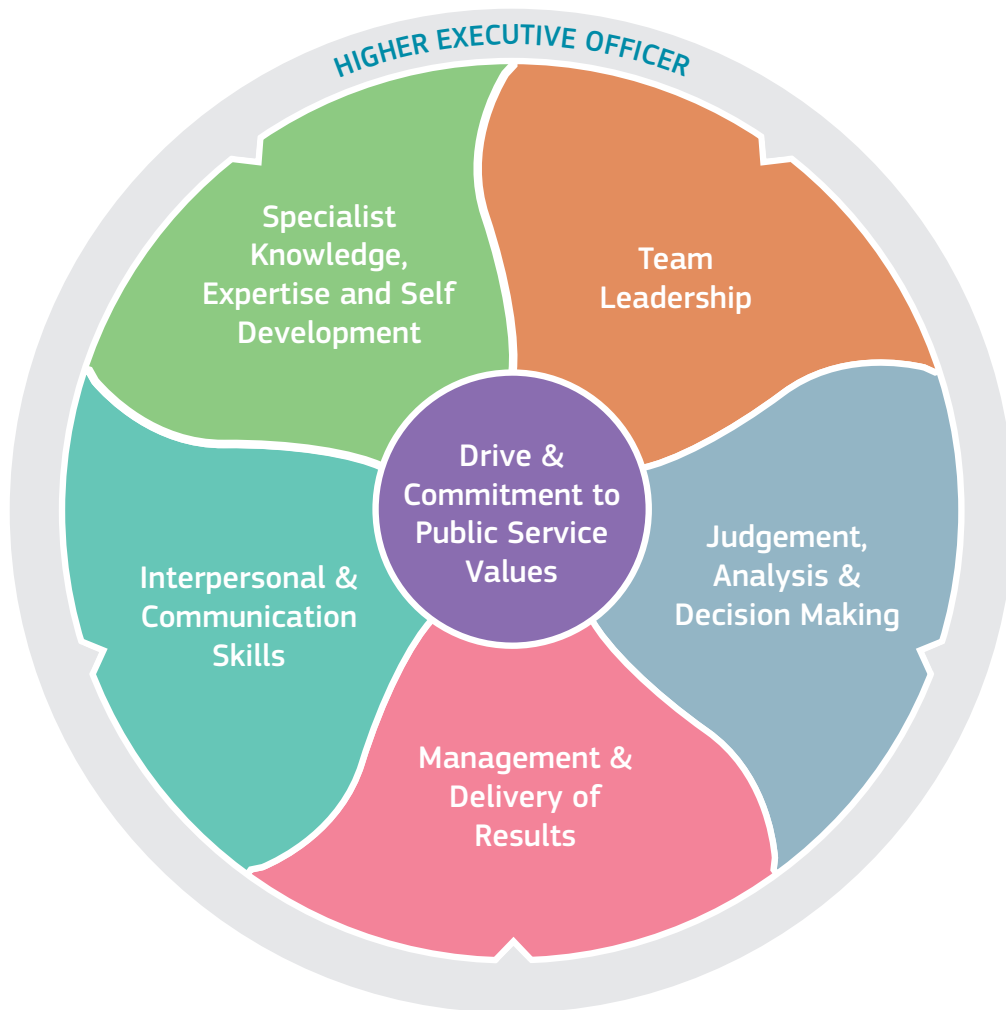 HIGHER EXECUTIVE OFFICER
Specialist
Knowledge,
Expertise and Self
Development
Team
Leadership
Drive &
Commitment to
Public Service
Values
Judgement,
Analysis &
Decision Making
Interpersonal &
Communication
Skills
Management &
Delivery of
Results